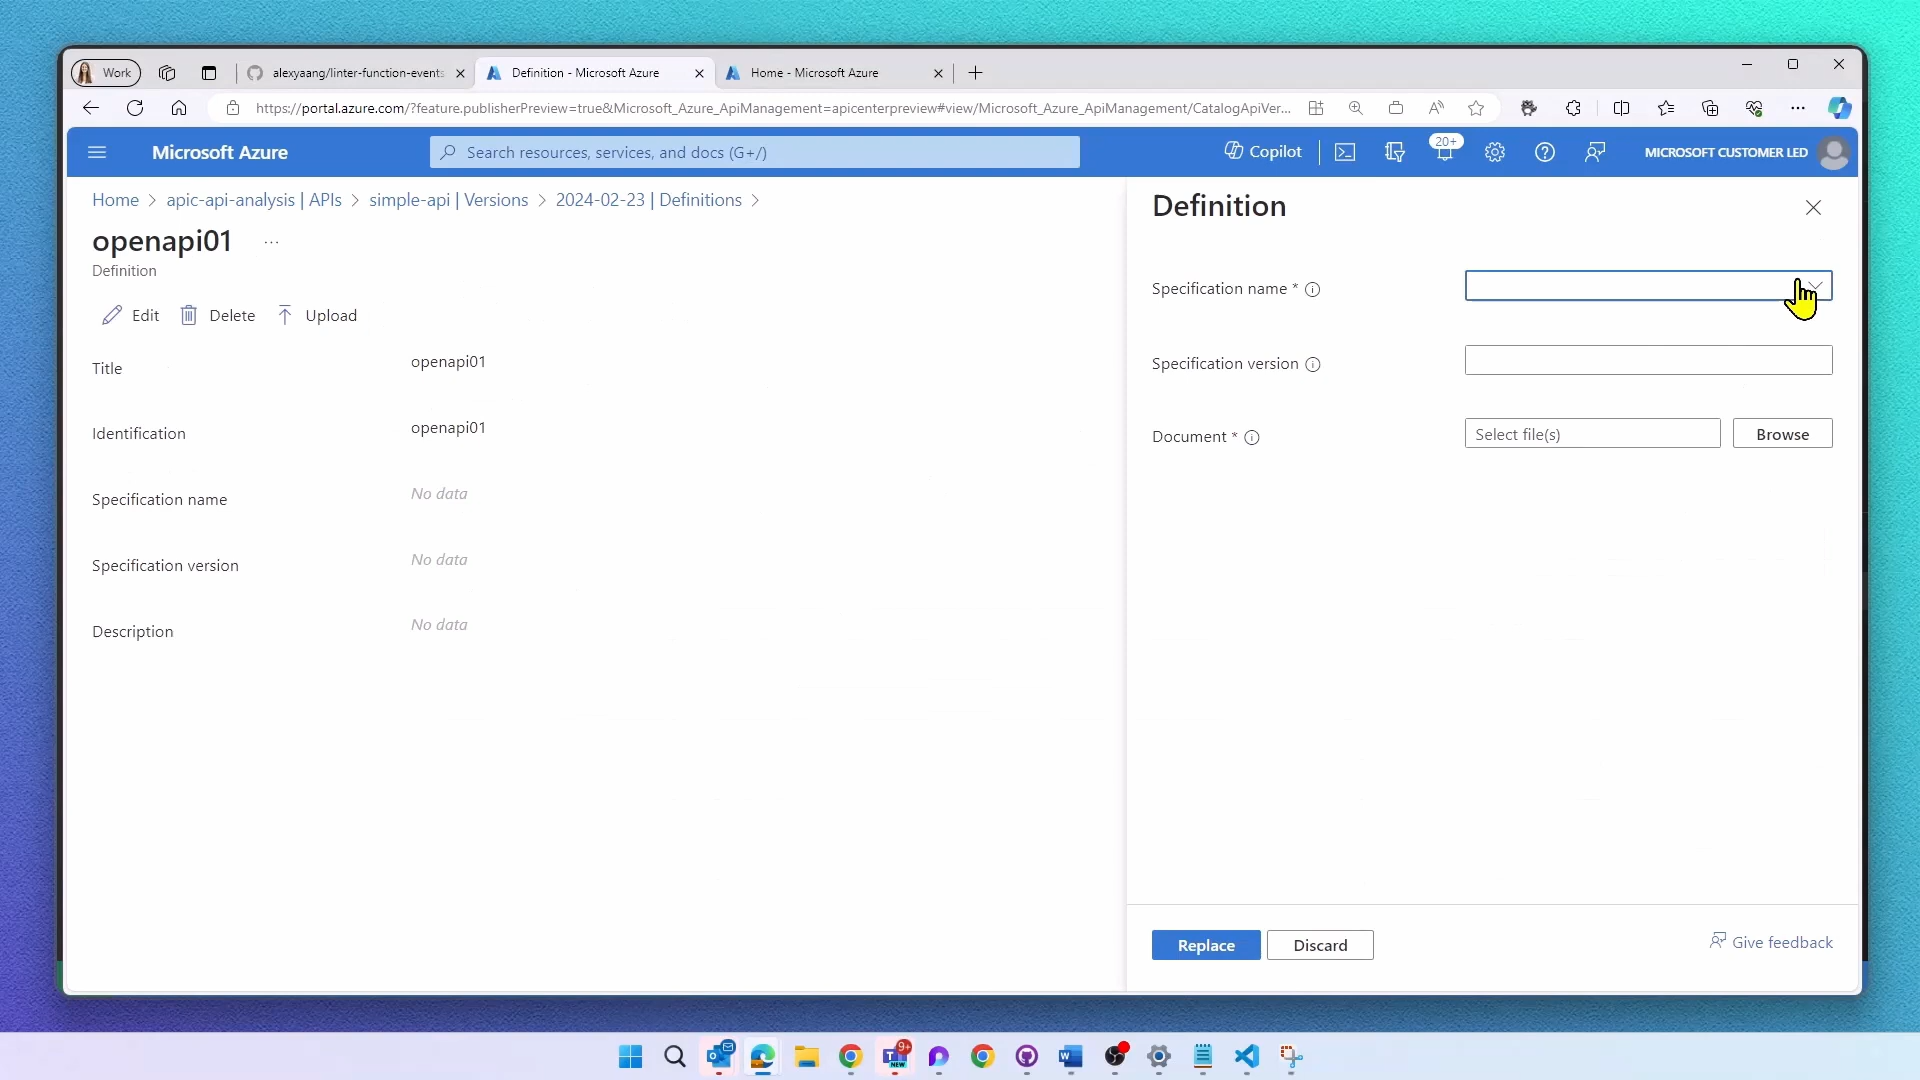 Work
alexyaang/linter-function-events
Definition - Microsoft Azure
Home - Microsoft Azure
https://portal.azure.com/?feature.publisherPreview=true&Microsoft_Azure_ApiManagement=apicenterpreview#view/Microsoft_Azure_ApiManagement/CatalogApiVer...
Microsoft Azure
Search resources, services, and docs (G+/)
Copilot
20+
MICROSOFT CUSTOMER LED
Home > apic-api-analysis | APIs > simple-api | Versions > 2024-02-23 | Definitions >
openapi01 ...
Definition
Edit Delete Upload
Title openapi01
Identification openapi01
Specification name No data
Specification version No data
Description No data
Definition
Specification name *
Specification version
Document * Select file(s) Browse
Replace Discard Give feedback
9+
NEW